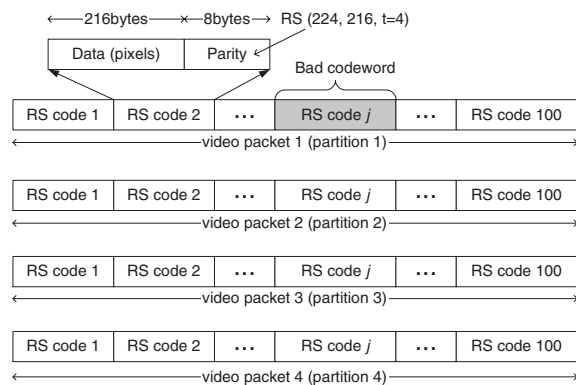 216bytes 8bytes RS (224, 216, t=4)
Data (pixels) Parity
Bad codeword
RS code 1 RS code 2 ... RS code j ... RS code 100
video packet 1 (partition 1)
RS code 1 RS code 2 ... RS code j ... RS code 100
video packet 2 (partition 2)
RS code 1 RS code 2 ... RS code j ... RS code 100
video packet 3 (partition 3)
RS code 1 RS code 2 ... RS code j ... RS code 100
video packet 4 (partition 4)